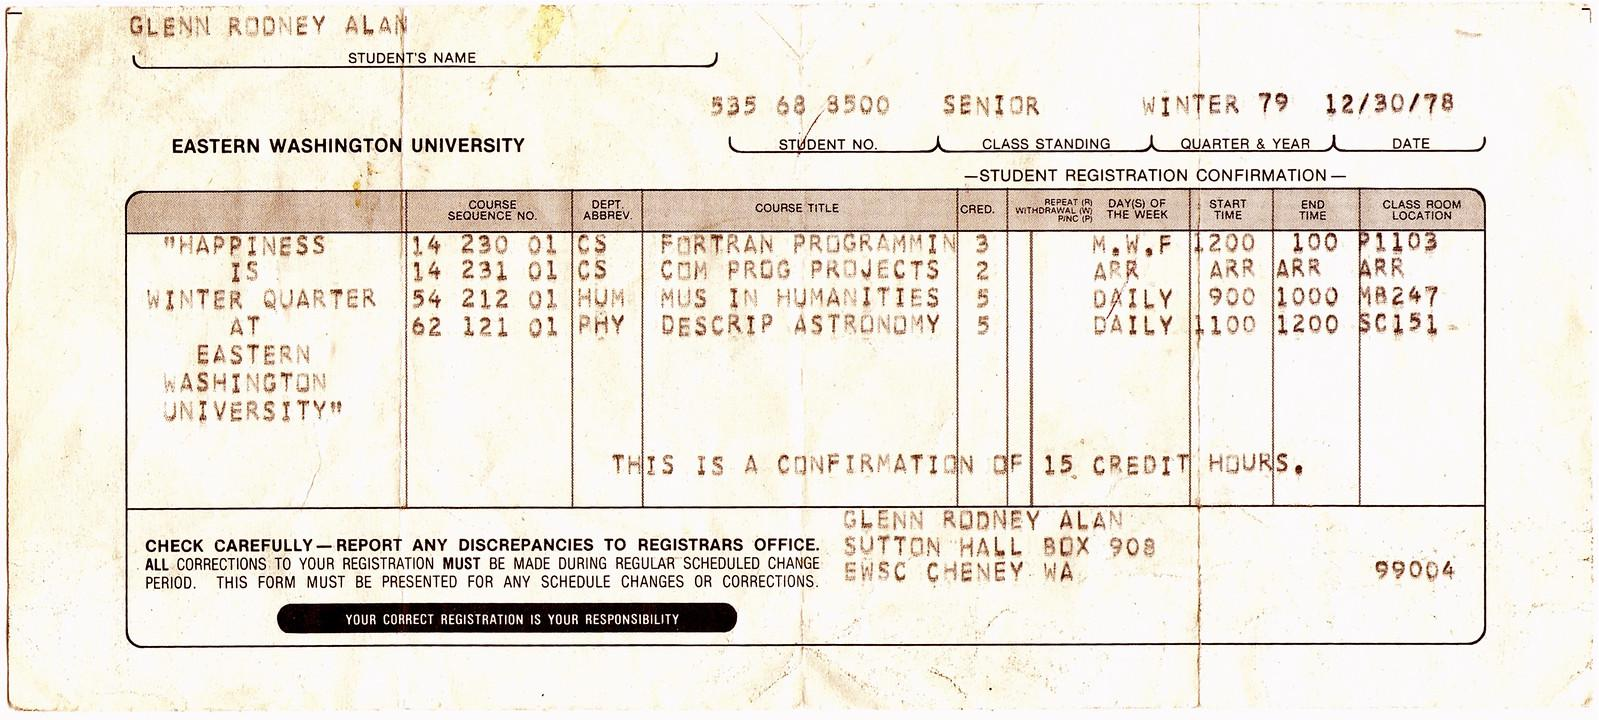 GLENN RODNEY ALAN
STUDENT'S NAME
535 68 8500 SENIOR WINTER 79 12/30/78
EASTERN WASHINGTON UNIVERSITY
STUDENT NO. CLASS STANDING QUARTER & YEAR DATE
—STUDENT REGISTRATION CONFIRMATION—
COURSE SEQUENCE NO. DEPT. ABBREV. COURSE TITLE CRED. REPEAT (R) WITHDRAWAL (W) P/NC (P) DAY(S) OF THE WEEK START TIME END TIME CLASS ROOM LOCATION
"HAPPINESS 14 230 01 CS FORTRAN PROGRAMMIN 3 M.W.F 1200 100 P1103
IS 14 231 01 CS COM PROG PROJECTS 2 ARR ARR ARR ARR
WINTER QUARTER 54 212 01 HUM MUS IN HUMANITIES 5 DAILY 900 1000 MB247
AT 62 121 01 PHY DESCRIP ASTRONOMY 5 DAILY 1100 1200 SC151
EASTERN
WASHINGTON
UNIVERSITY"
THIS IS A CONFIRMATION OF 15 CREDIT HOURS.
GLENN RODNEY ALAN
SUTTON HALL BOX 908
EWSC CHENEY WA 99004
CHECK CAREFULLY—REPORT ANY DISCREPANCIES TO REGISTRARS OFFICE.
ALL CORRECTIONS TO YOUR REGISTRATION MUST BE MADE DURING REGULAR SCHEDULED CHANGE
PERIOD. THIS FORM MUST BE PRESENTED FOR ANY SCHEDULE CHANGES OR CORRECTIONS.
YOUR CORRECT REGISTRATION IS YOUR RESPONSIBILITY